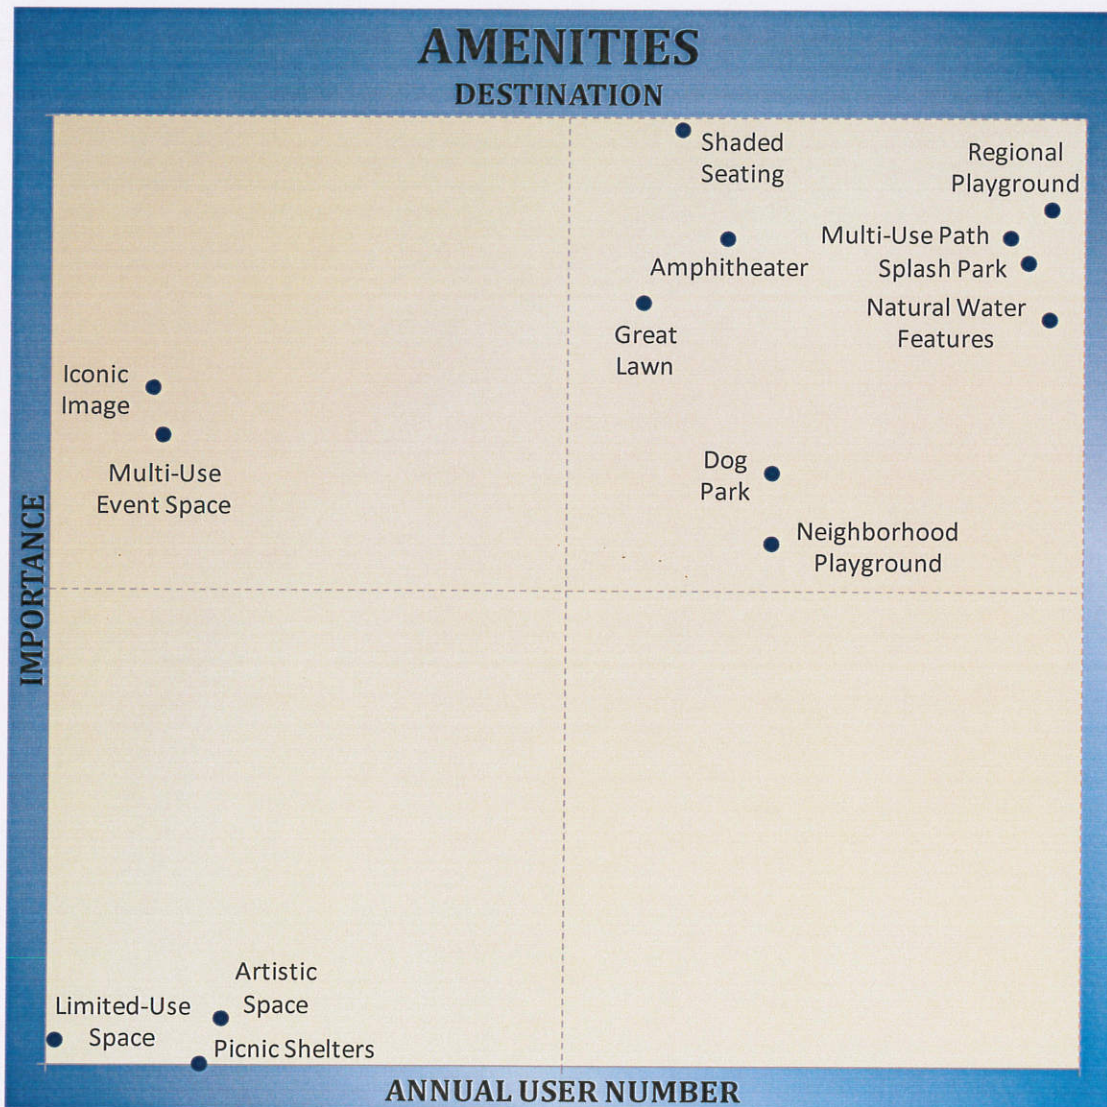 AMENITIES
DESTINATION
Shaded
Seating
Regional
Playground
Multi-Use Path
Amphitheater
Splash Park
Natural Water
Features
Great
Lawn
Iconic
Image
Multi-Use
Event Space
Dog
Park
Neighborhood
Playground
IMPORTANCE
Artistic
Space
Limited-Use
Space
Picnic Shelters
ANNUAL USER NUMBER